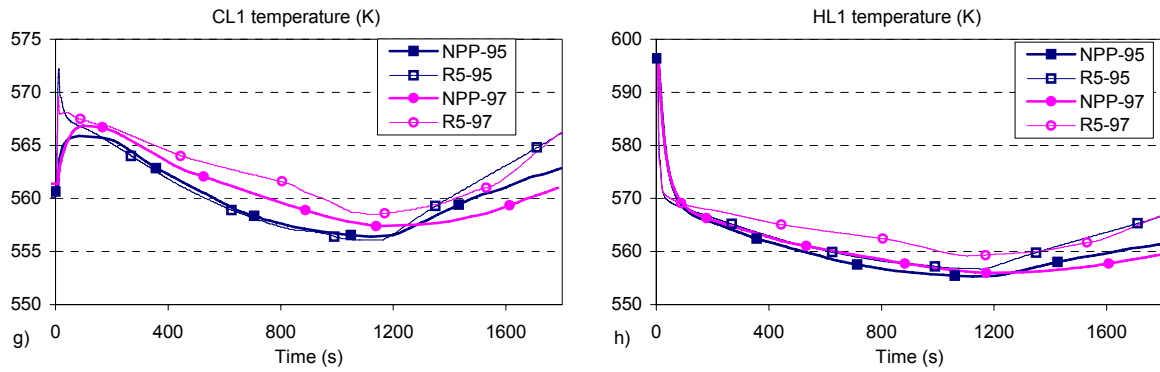 CL1 temperature (K)
575
570
565
560
555
550
0
400
800
1200
1600
NPP-95
R5-95
NPP-97
R5-97
g)
Time (s)
HL1 temperature (K)
600
590
580
570
560
550
0
400
800
1200
1600
NPP-95
R5-95
NPP-97
R5-97
h)
Time (s)